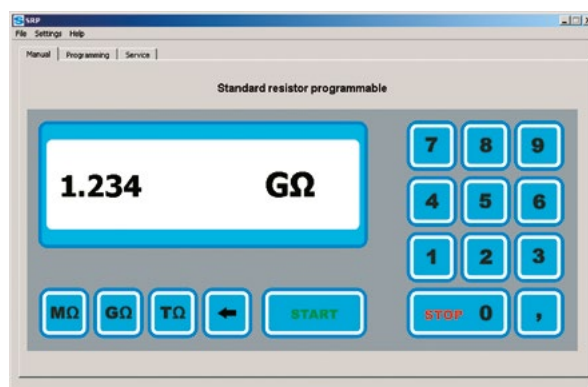 SRP
File Settings Help
Manual Programming Service
Standard resistor programmable
1.234 GΩ
7 8 9
4 5 6
1 2 3
MΩ GΩ TΩ START STOP 0 ,